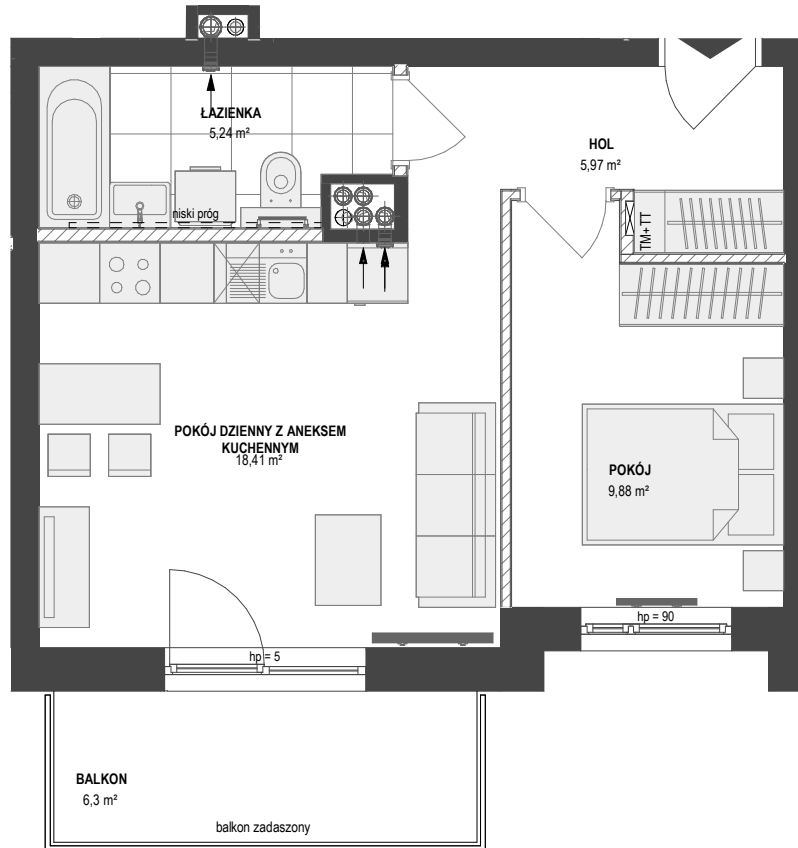 ŁAZIENKA
5,24 m²
HOL
5,97 m²
niski próg
TM+ TT
POKÓJ DZIENNY Z ANEKSEM
KUCHENNYM
18,41 m²
POKÓJ
9,88 m²
hp = 90
hp = 5
BALKON
6,3 m²
balkon zadaszony